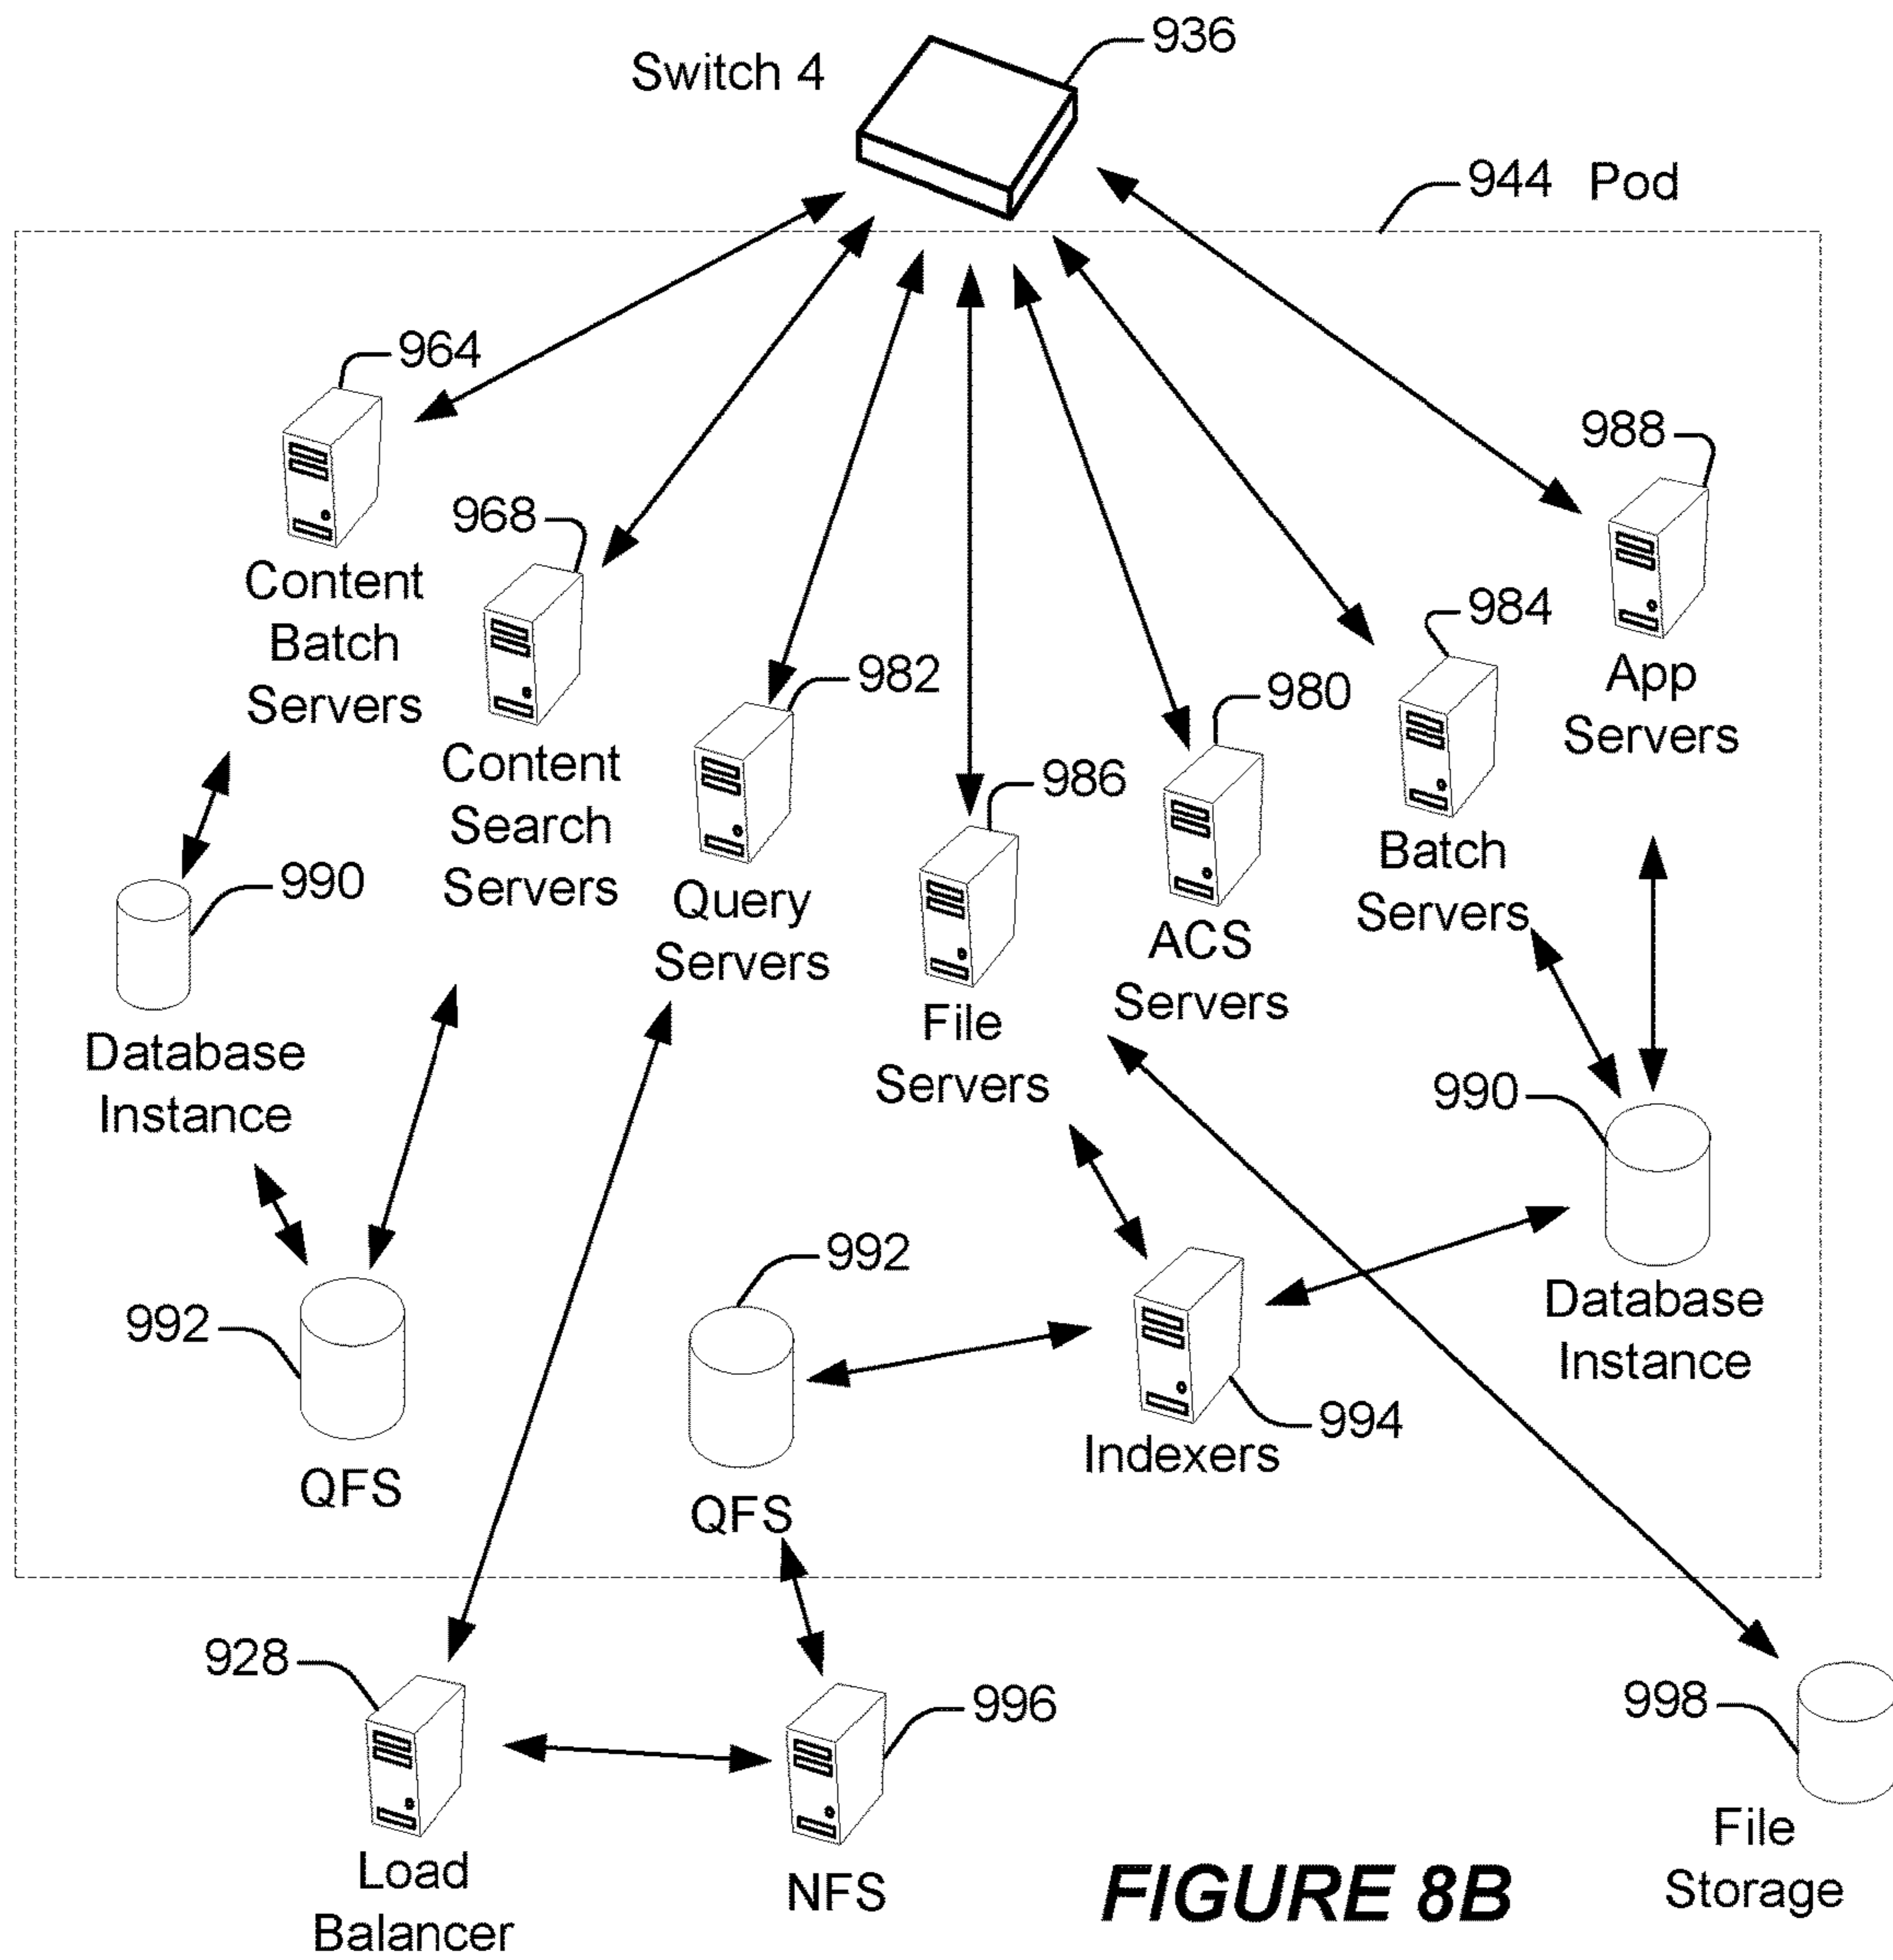 936
Switch 4
944 Pod
964
988
968
Content
Batch
Servers
984
982
980
App
Servers
Content
Search
Servers
986
Batch
Servers
990
Query
Servers
ACS
Servers
File
Servers
Database
Instance
990
992
992
Database
Instance
994
Indexers
QFS
QFS
928
996
998
File
Storage
Load
Balancer
NFS
FIGURE 8B